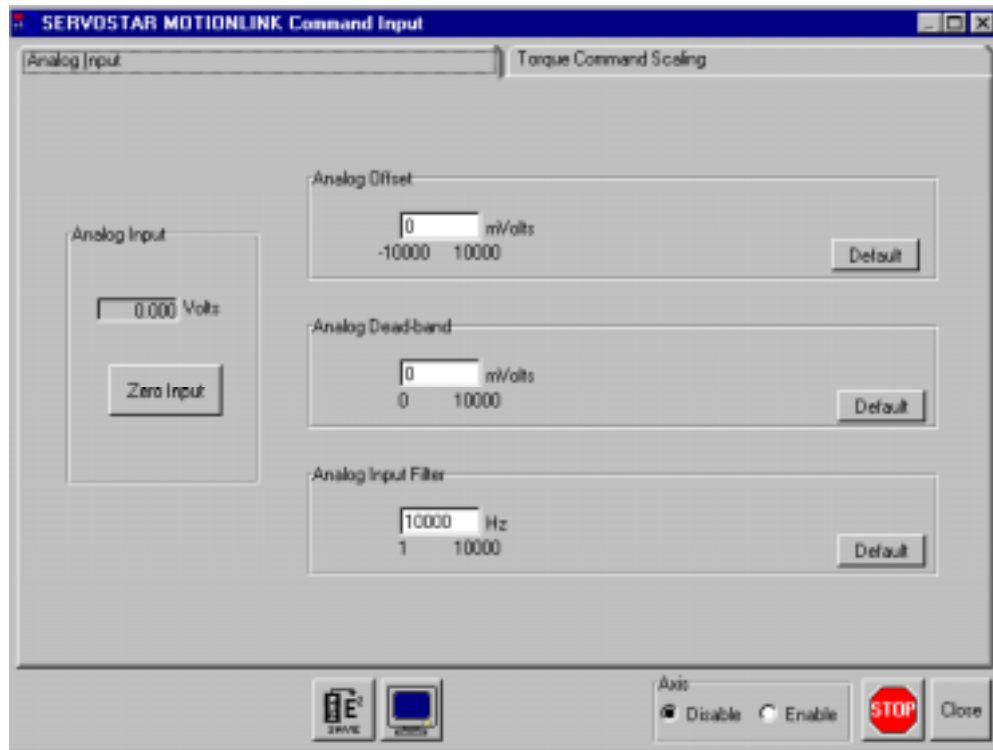 SERVOSTAR MOTIONLINK Command Input
Analog Input
Torque Command Scaling
Analog Input
0.000 Volts
Zero Input
Analog Offset
0 mVolts
-10000 10000
Default
Analog Dead-band
0 mVolts
0 10000
Default
Analog Input Filter
10000 Hz
1 10000
Default
E² SAVE
Axis
Disable Enable
STOP
Close